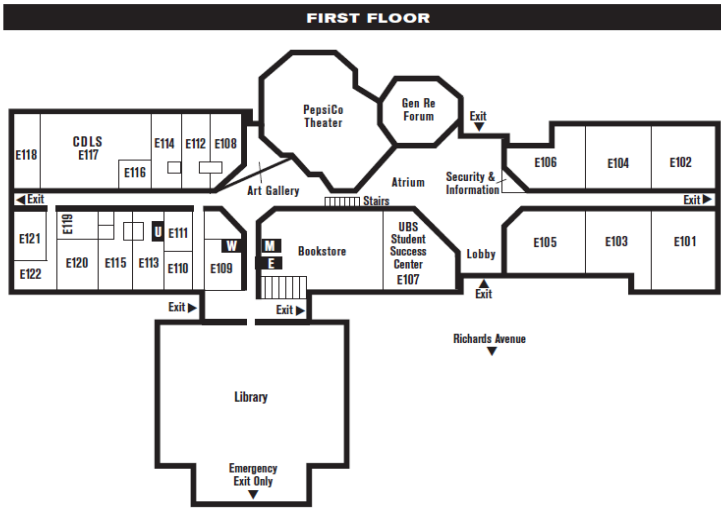 FIRST FLOOR
PepsiCo
Theater
Gen Re
Forum
Exit
E118
CDLS
E117
E116
E114
E112
E108
Art Gallery
Atrium
Stairs
Security &
Information
E106
E104
E102
Exit
Exit
E121
E122
E119
E120
E115
E113
U
E111
E110
W
E109
M
E
Bookstore
UBS
Student
Success
Center
E107
Lobby
E105
E103
E101
Exit
Exit
Exit
Richards Avenue
Library
Emergency
Exit Only